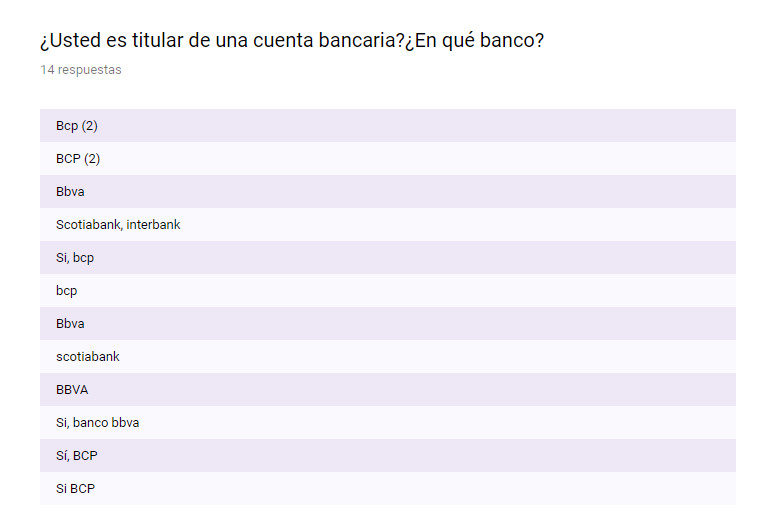 ¿Usted es titular de una cuenta bancaria?¿En qué banco?
14 respuestas
Bcp (2)
BCP (2)
Bbva
Scotiabank, interbank
Si, bcp
bcp
Bbva
scotiabank
BBVA
Si, banco bbva
Sí, BCP
Si BCP